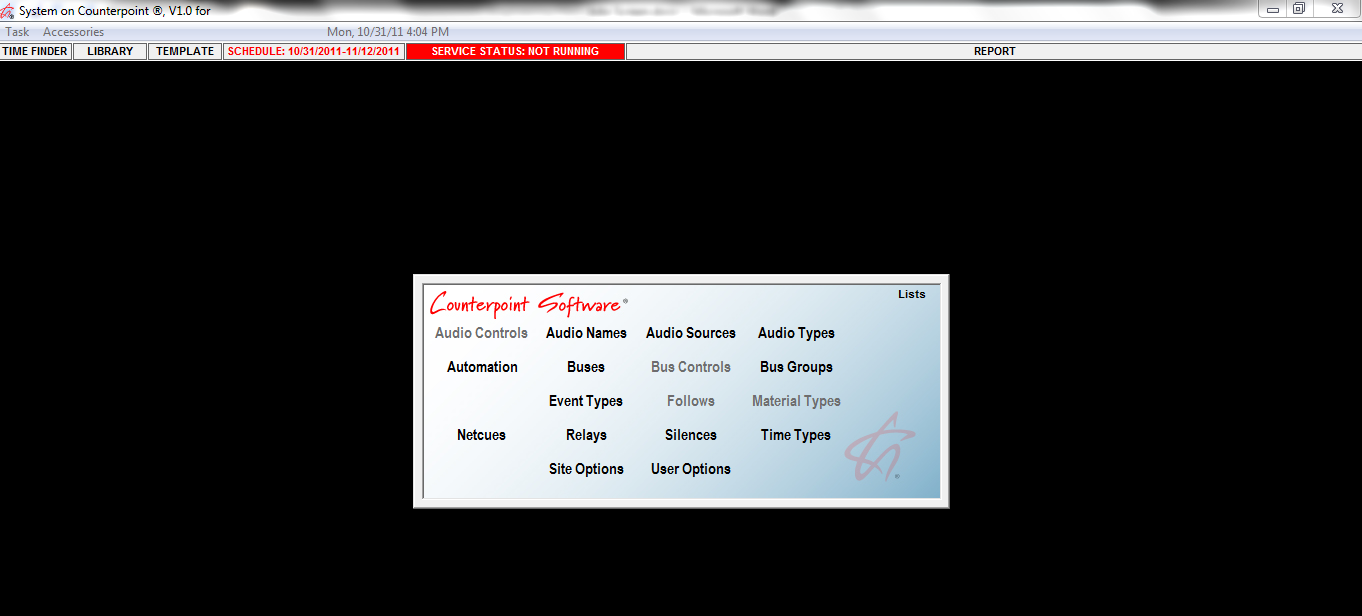 System on Counterpoint ®, V1.0 for
Task Accessories Mon, 10/31/11 4:04 PM
TIME FINDER LIBRARY TEMPLATE SCHEDULE: 10/31/2011-11/12/2011 SERVICE STATUS: NOT RUNNING REPORT
Lists
Counterpoint Software®
Audio Controls Audio Names Audio Sources Audio Types
Automation Buses Bus Controls Bus Groups
Event Types Follows Material Types
Netcues Relays Silences Time Types
Site Options User Options
®